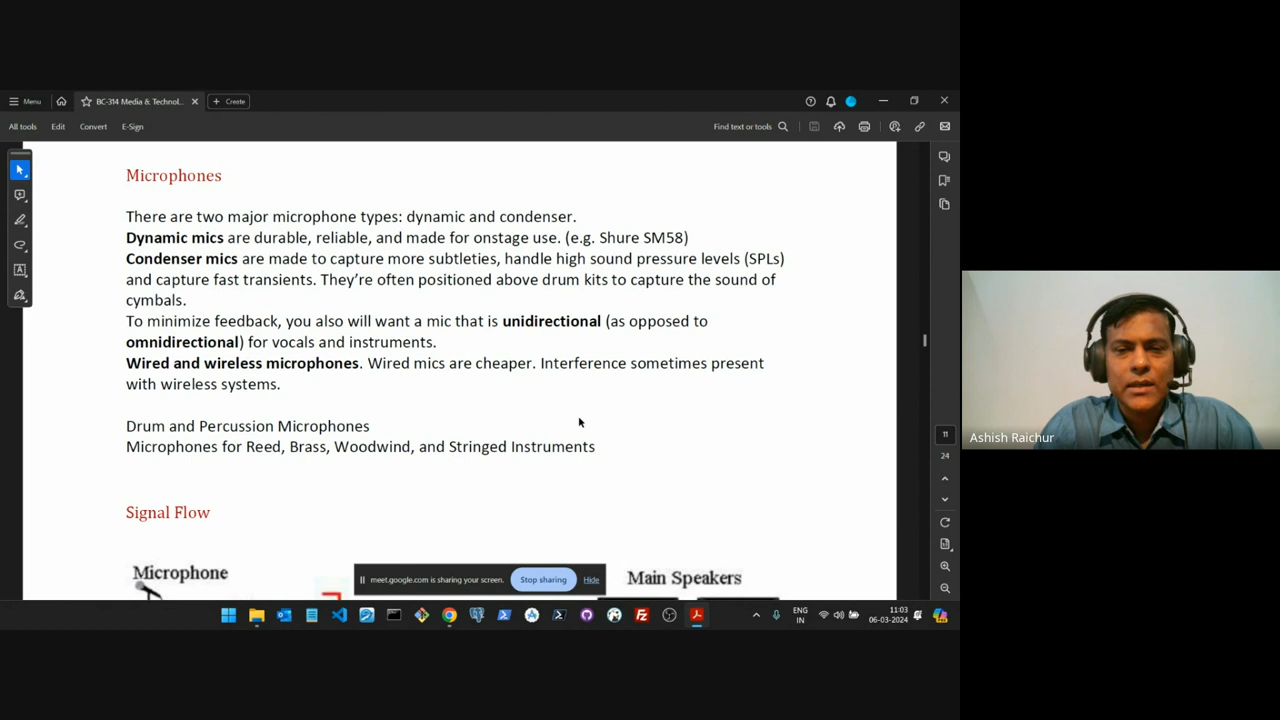 Menu
BC-314 Media & Technol...
Create
All tools
Edit
Convert
E-Sign
Find text or tools
Microphones
There are two major microphone types: dynamic and condenser.
Dynamic mics are durable, reliable, and made for onstage use. (e.g. Shure SM58)
Condenser mics are made to capture more subtleties, handle high sound pressure levels (SPLs)
and capture fast transients. They're often positioned above drum kits to capture the sound of
cymbals.
To minimize feedback, you also will want a mic that is unidirectional (as opposed to
omnidirectional) for vocals and instruments.
Wired and wireless microphones. Wired mics are cheaper. Interference sometimes present
with wireless systems.
Drum and Percussion Microphones
Microphones for Reed, Brass, Woodwind, and Stringed Instruments
Signal Flow
Microphone
Main Speakers
11
24
meet.google.com is sharing your screen.
Stop sharing
Hide
Ashish Raichur
ENG
IN
11:03
06-03-2024